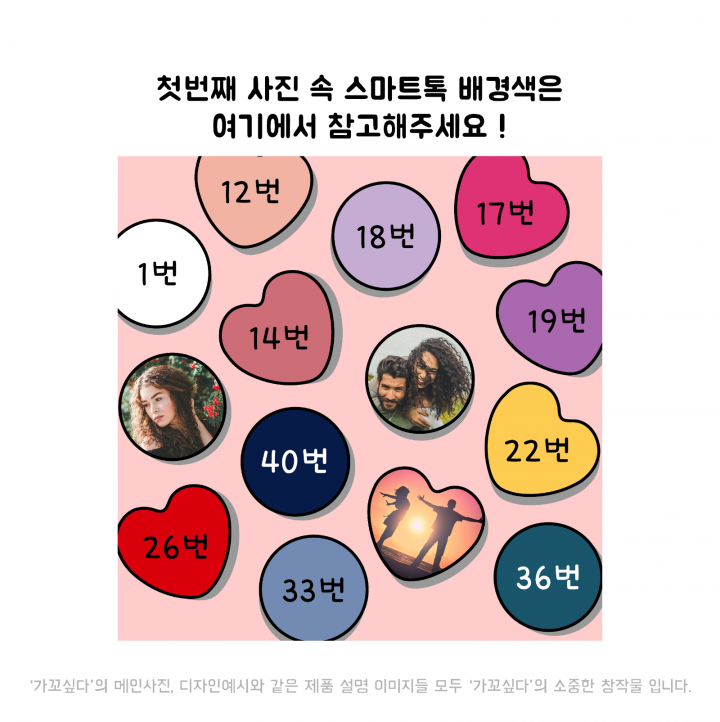 첫번째 사진 속 스마트톡 배경색은
여기에서 참고해주세요 !
12번
17번
18번
1번
19번
14번
22번
40번
26번
36번
33번
'가꼬싶다'의 메인사진, 디자인예시와 같은 제품 설명 이미지들 모두 '가꼬싶다'의 소중한 창작물 입니다.